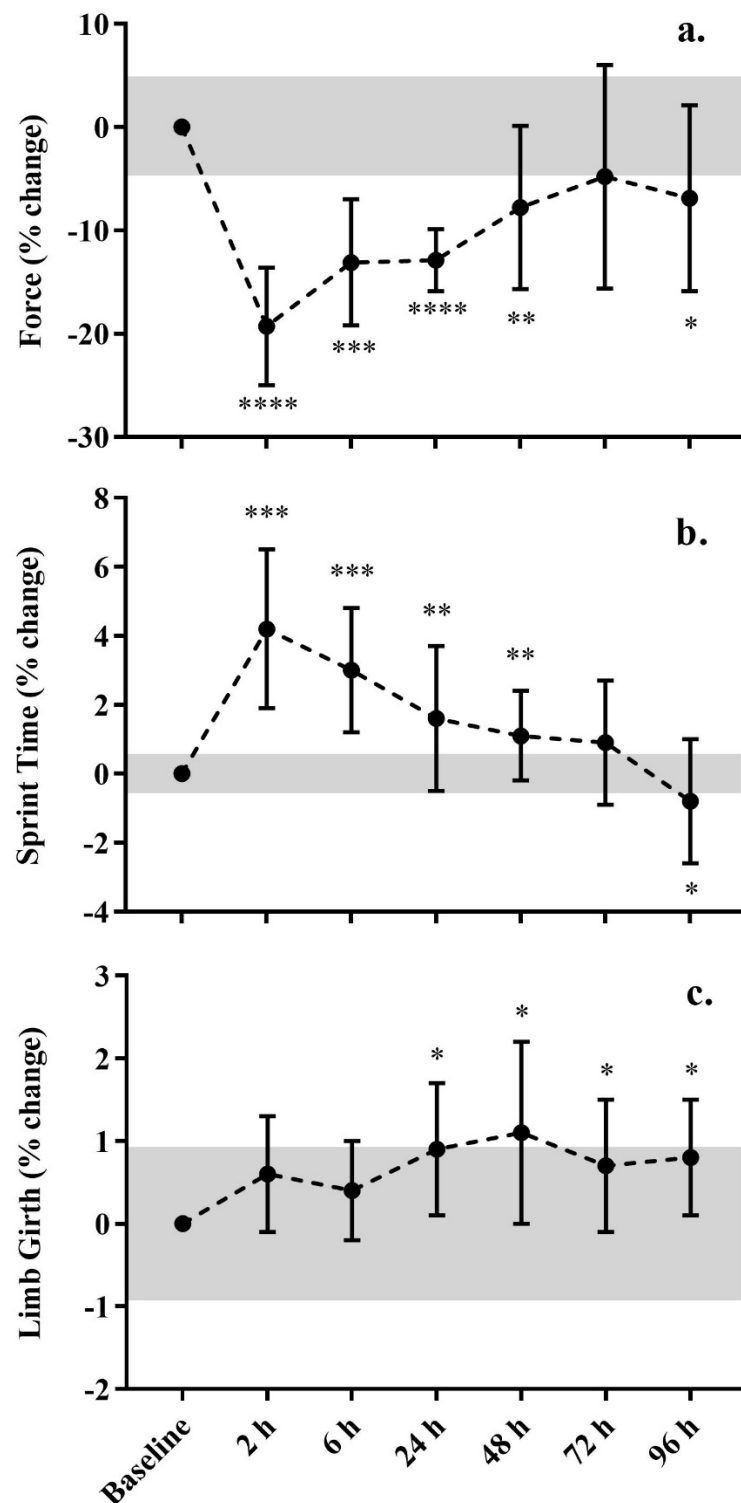 a.
Force (% change)
10
0
-10
-20
-30
****
***
****
**
*
b.
Sprint Time (% change)
8
6
4
2
0
-2
-4
***
***
**
**
*
c.
Limb Girth (% change)
3
2
1
0
-1
-2
*
*
*
*
Baseline
2 h
6 h
24 h
48 h
72 h
96 h